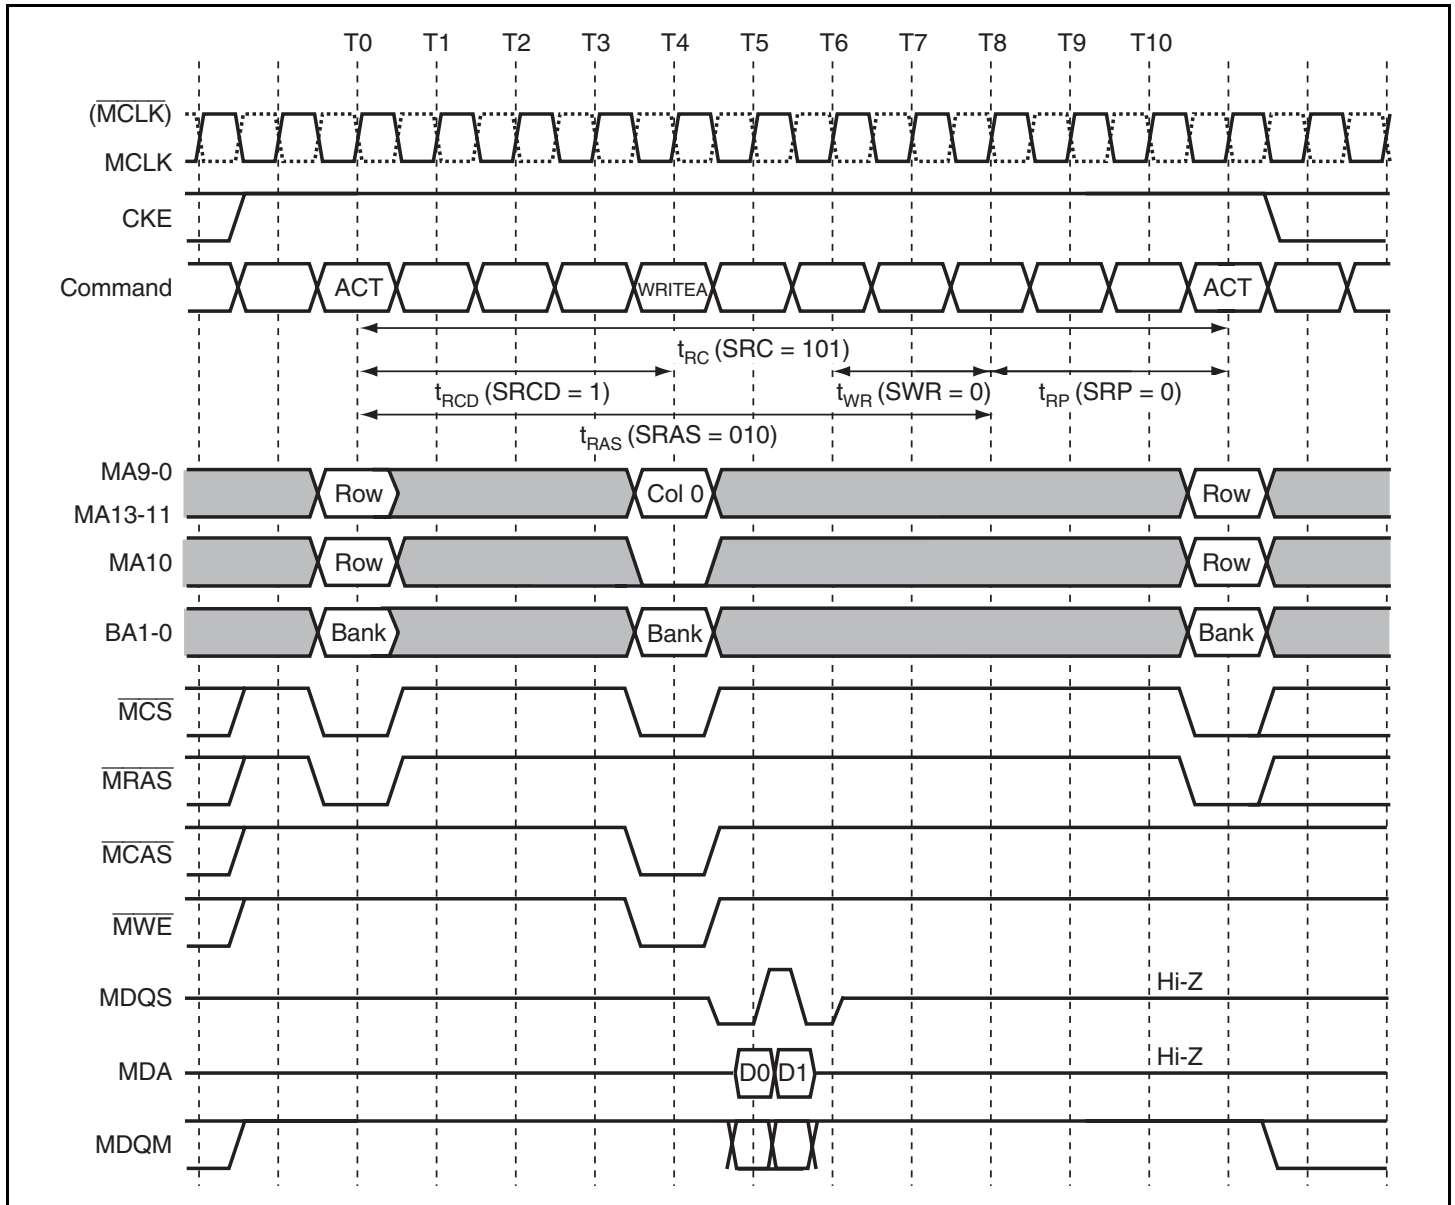 T0 T1 T2 T3 T4 T5 T6 T7 T8 T9 T10
(MCLK)
MCLK
CKE
Command ACT WRITEA ACT
tRC (SRC = 101)
tRCD (SRCD = 1) tWR (SWR = 0) tRP (SRP = 0)
tRAS (SRAS = 010)
MA9-0
Row Col 0 Row
MA13-11
MA10 Row Row
BA1-0 Bank Bank Bank
MCS
MRAS
MCAS
MWE
MDQS Hi-Z
MDA D0 D1 Hi-Z
MDQM